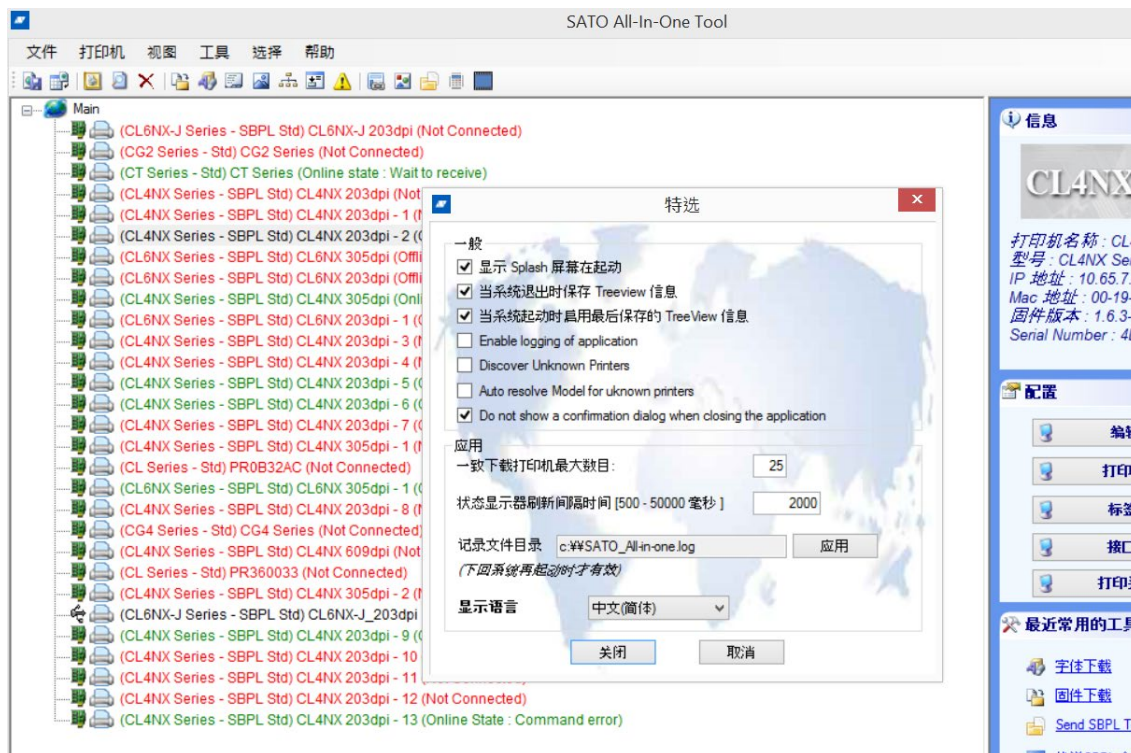 SATO All-In-One Tool
文件 打印机 视图 工具 选择 帮助
Main
(CL6NX-J Series - SBPL Std) CL6NX-J 203dpi (Not Connected)
(CG2 Series - Std) CG2 Series (Not Connected)
(CT Series - Std) CT Series (Online state : Wait to receive)
(CL4NX Series - SBPL Std) CL4NX 203dpi (Not
(CL4NX Series - SBPL Std) CL4NX 203dpi - 1
(CL4NX Series - SBPL Std) CL4NX 203dpi - 2
(CL6NX Series - SBPL Std) CL6NX 305dpi (Offli
(CL6NX Series - SBPL Std) CL6NX 203dpi (Offli
(CL4NX Series - SBPL Std) CL4NX 305dpi (Onli
(CL6NX Series - SBPL Std) CL6NX 203dpi - 1
(CL4NX Series - SBPL Std) CL4NX 203dpi - 3
(CL4NX Series - SBPL Std) CL4NX 203dpi - 4
(CL4NX Series - SBPL Std) CL4NX 203dpi - 5
(CL4NX Series - SBPL Std) CL4NX 203dpi - 6
(CL4NX Series - SBPL Std) CL4NX 203dpi - 7
(CL4NX Series - SBPL Std) CL4NX 305dpi - 1
(CL Series - Std) PR0B32AC (Not Connected)
(CL6NX Series - SBPL Std) CL6NX 305dpi - 1
(CL4NX Series - SBPL Std) CL4NX 203dpi - 8
(CG4 Series - Std) CG4 Series (Not Connected)
(CL4NX Series - SBPL Std) CL4NX 609dpi (Not
(CL Series - Std) PR360033 (Not Connected)
(CL4NX Series - SBPL Std) CL4NX 305dpi - 2
(CL6NX-J Series - SBPL Std) CL6NX-J_203dpi
(CL4NX Series - SBPL Std) CL4NX 203dpi - 9
(CL4NX Series - SBPL Std) CL4NX 203dpi - 10
(CL4NX Series - SBPL Std) CL4NX 203dpi - 11
(CL4NX Series - SBPL Std) CL4NX 203dpi - 12 (Not Connected)
(CL4NX Series - SBPL Std) CL4NX 203dpi - 13 (Online State : Command error)
特选
一般
显示 Splash 屏幕在起动
当系统退出时保存 Treeview 信息
当系统起动时启用最后保存的 TreeView 信息
Enable logging of application
Discover Unknown Printers
Auto resolve Model for uknown printers
Do not show a confimation dialog when closing the application
应用
一致下载打印机最大数目: 25
状态显示器刷新间隔时间 [500 - 50000 毫秒 ] 2000
记录文件目录 c:¥¥SATO_All-in-one.log 应用
(下回系统再起动时才有效)
显示语言 中文(简体)
关闭 取消
信息
CL4NX
打印机名称 : CL
型号 : CL4NX Se
IP 地址 : 10.65.7.
Mac 地址 : 00-19-
固件版本 : 1.6.3-
Serial Number : 4
配置
编
打印
标
接口
打印
最近常用的工具
字体下载
固件下载
Send SBPL T